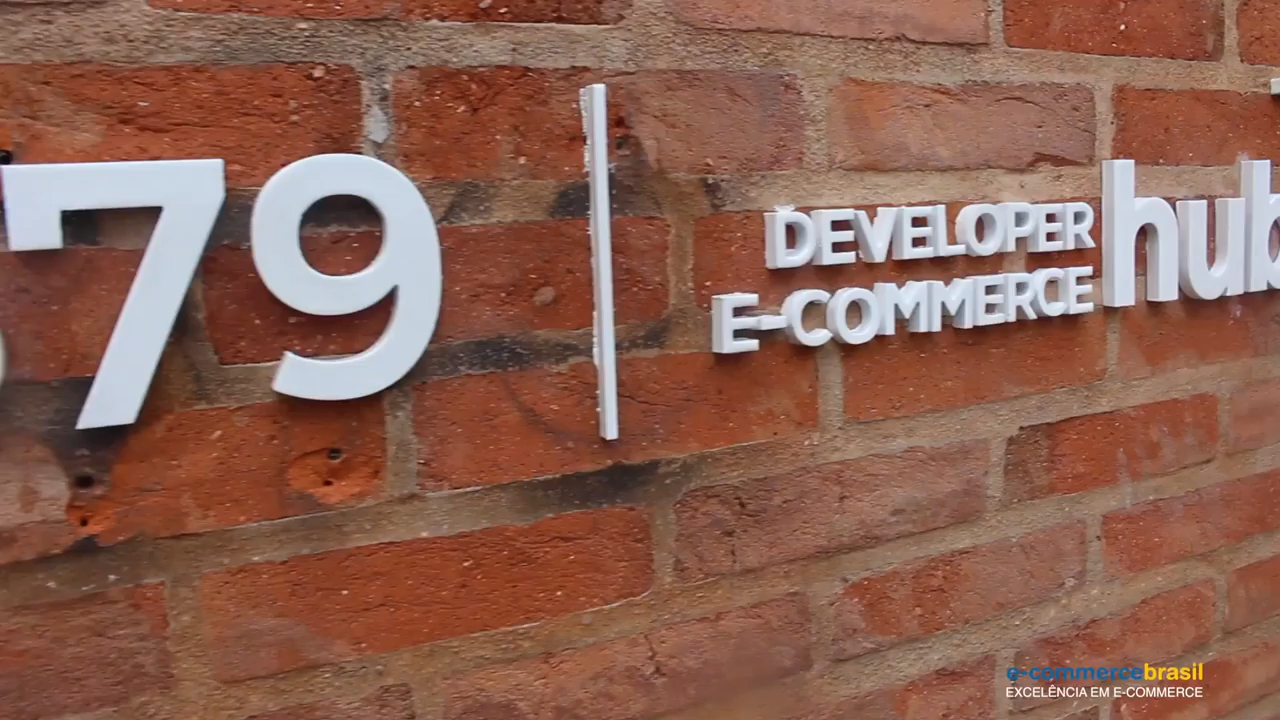 79
DEVELOPER
E-COMMERCE
hub
e-commercebrasil
EXCELÊNCIA EM E-COMMERCE